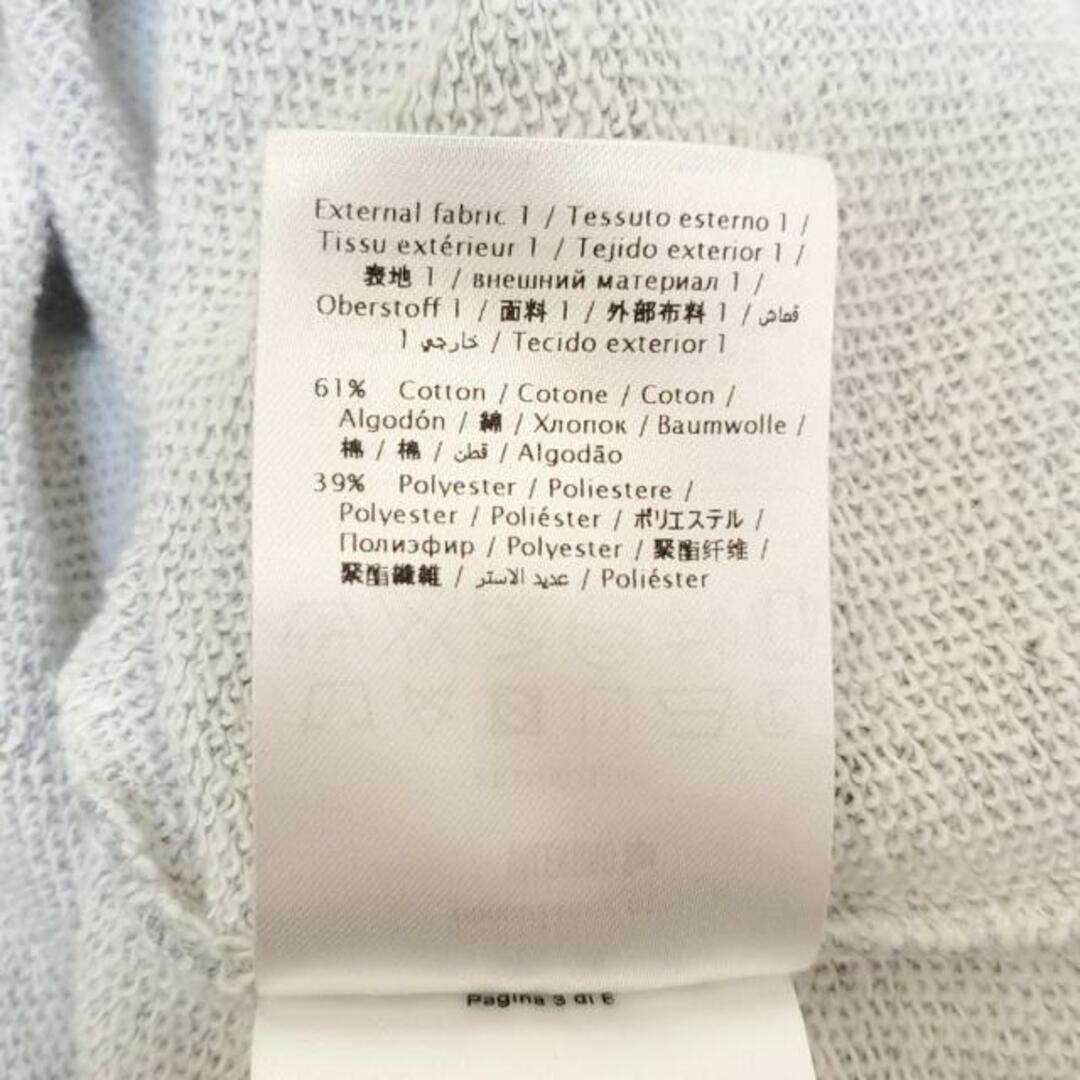 External fabric 1 / Tessuto esterno 1 /
Tissu extérieur 1 / Tejido exterior 1 /
表地 1 / внешний материал 1 /
Oberstoff 1 / 面料 1 / 外部布料 1 / قماش
خارجي 1 / Tecido exterior 1
61% Cotton / Cotone / Coton /
Algodón / 綿 / Хлопок / Baumwolle /
棉 / 棉 / قطن / Algodão
39% Polyester / Poliestere /
Polyester / Poliéster / ポリエステル /
Полиэфир / Polyester / 聚酯纤维 /
聚酯纖維 / عديد الاستر / Poliéster
Pagina 3 di 6